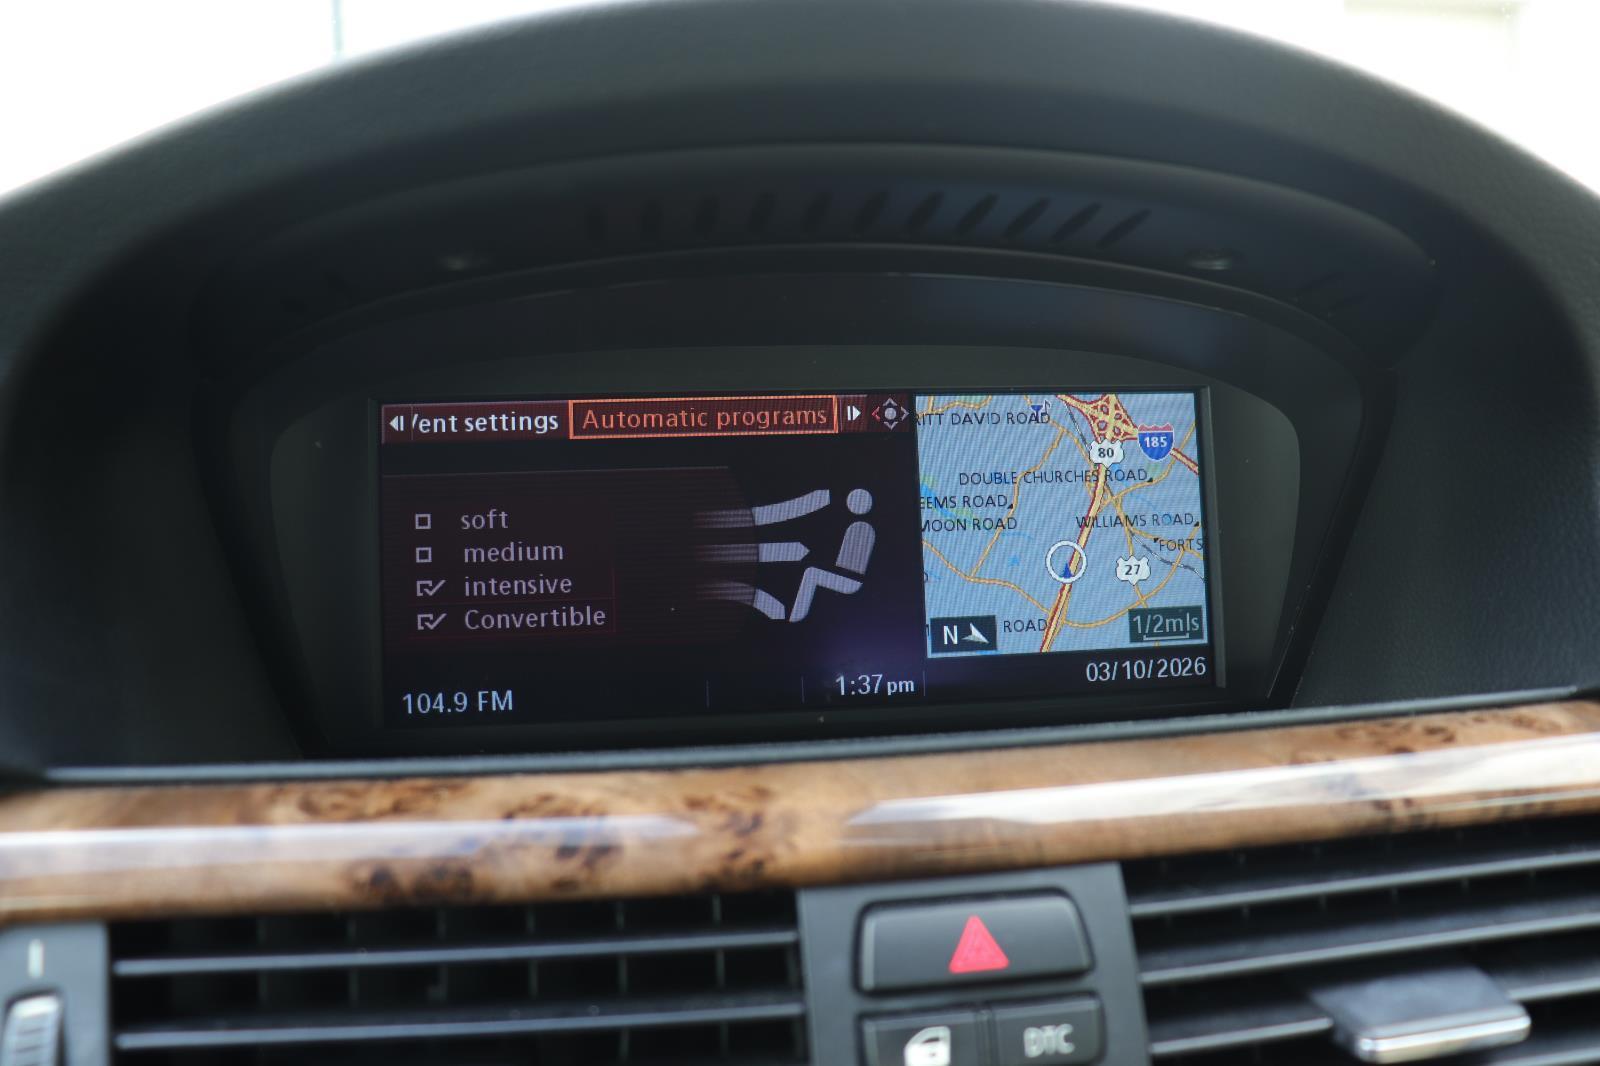 Vent settings
Automatic programs
soft
medium
intensive
Convertible
104.9 FM
1:37 pm
ITT DAVID ROAD
185
80
DOUBLE CHURCHES ROAD
EEMS ROAD
MOON ROAD
WILLIAMS ROAD
FORTS
27
ROAD
N
1/2mls
03/10/2026
DTC